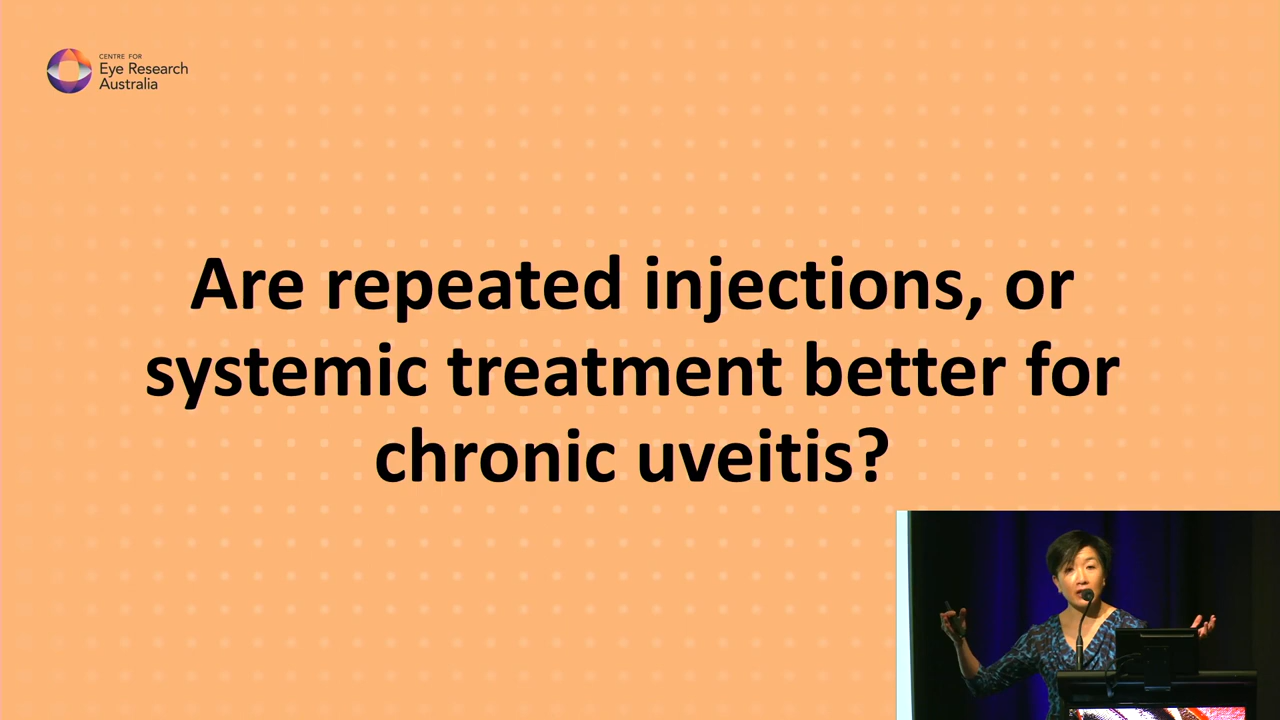 CENTRE FOR
Eye Research
Australia
Are repeated injections, or
systemic treatment better for
chronic uveitis?